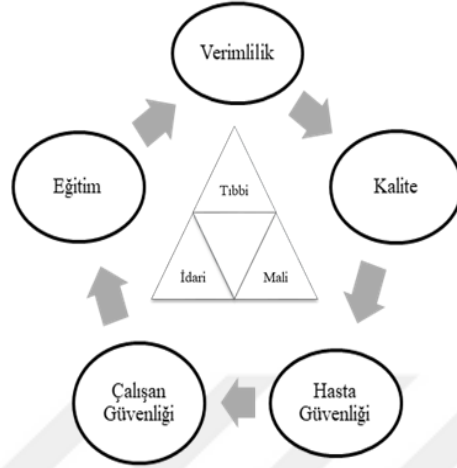 Verimlilik
Eğitim
Kalite
Tıbbi
İdari
Mali
Çalışan
Güvenliği
Hasta
Güvenliği